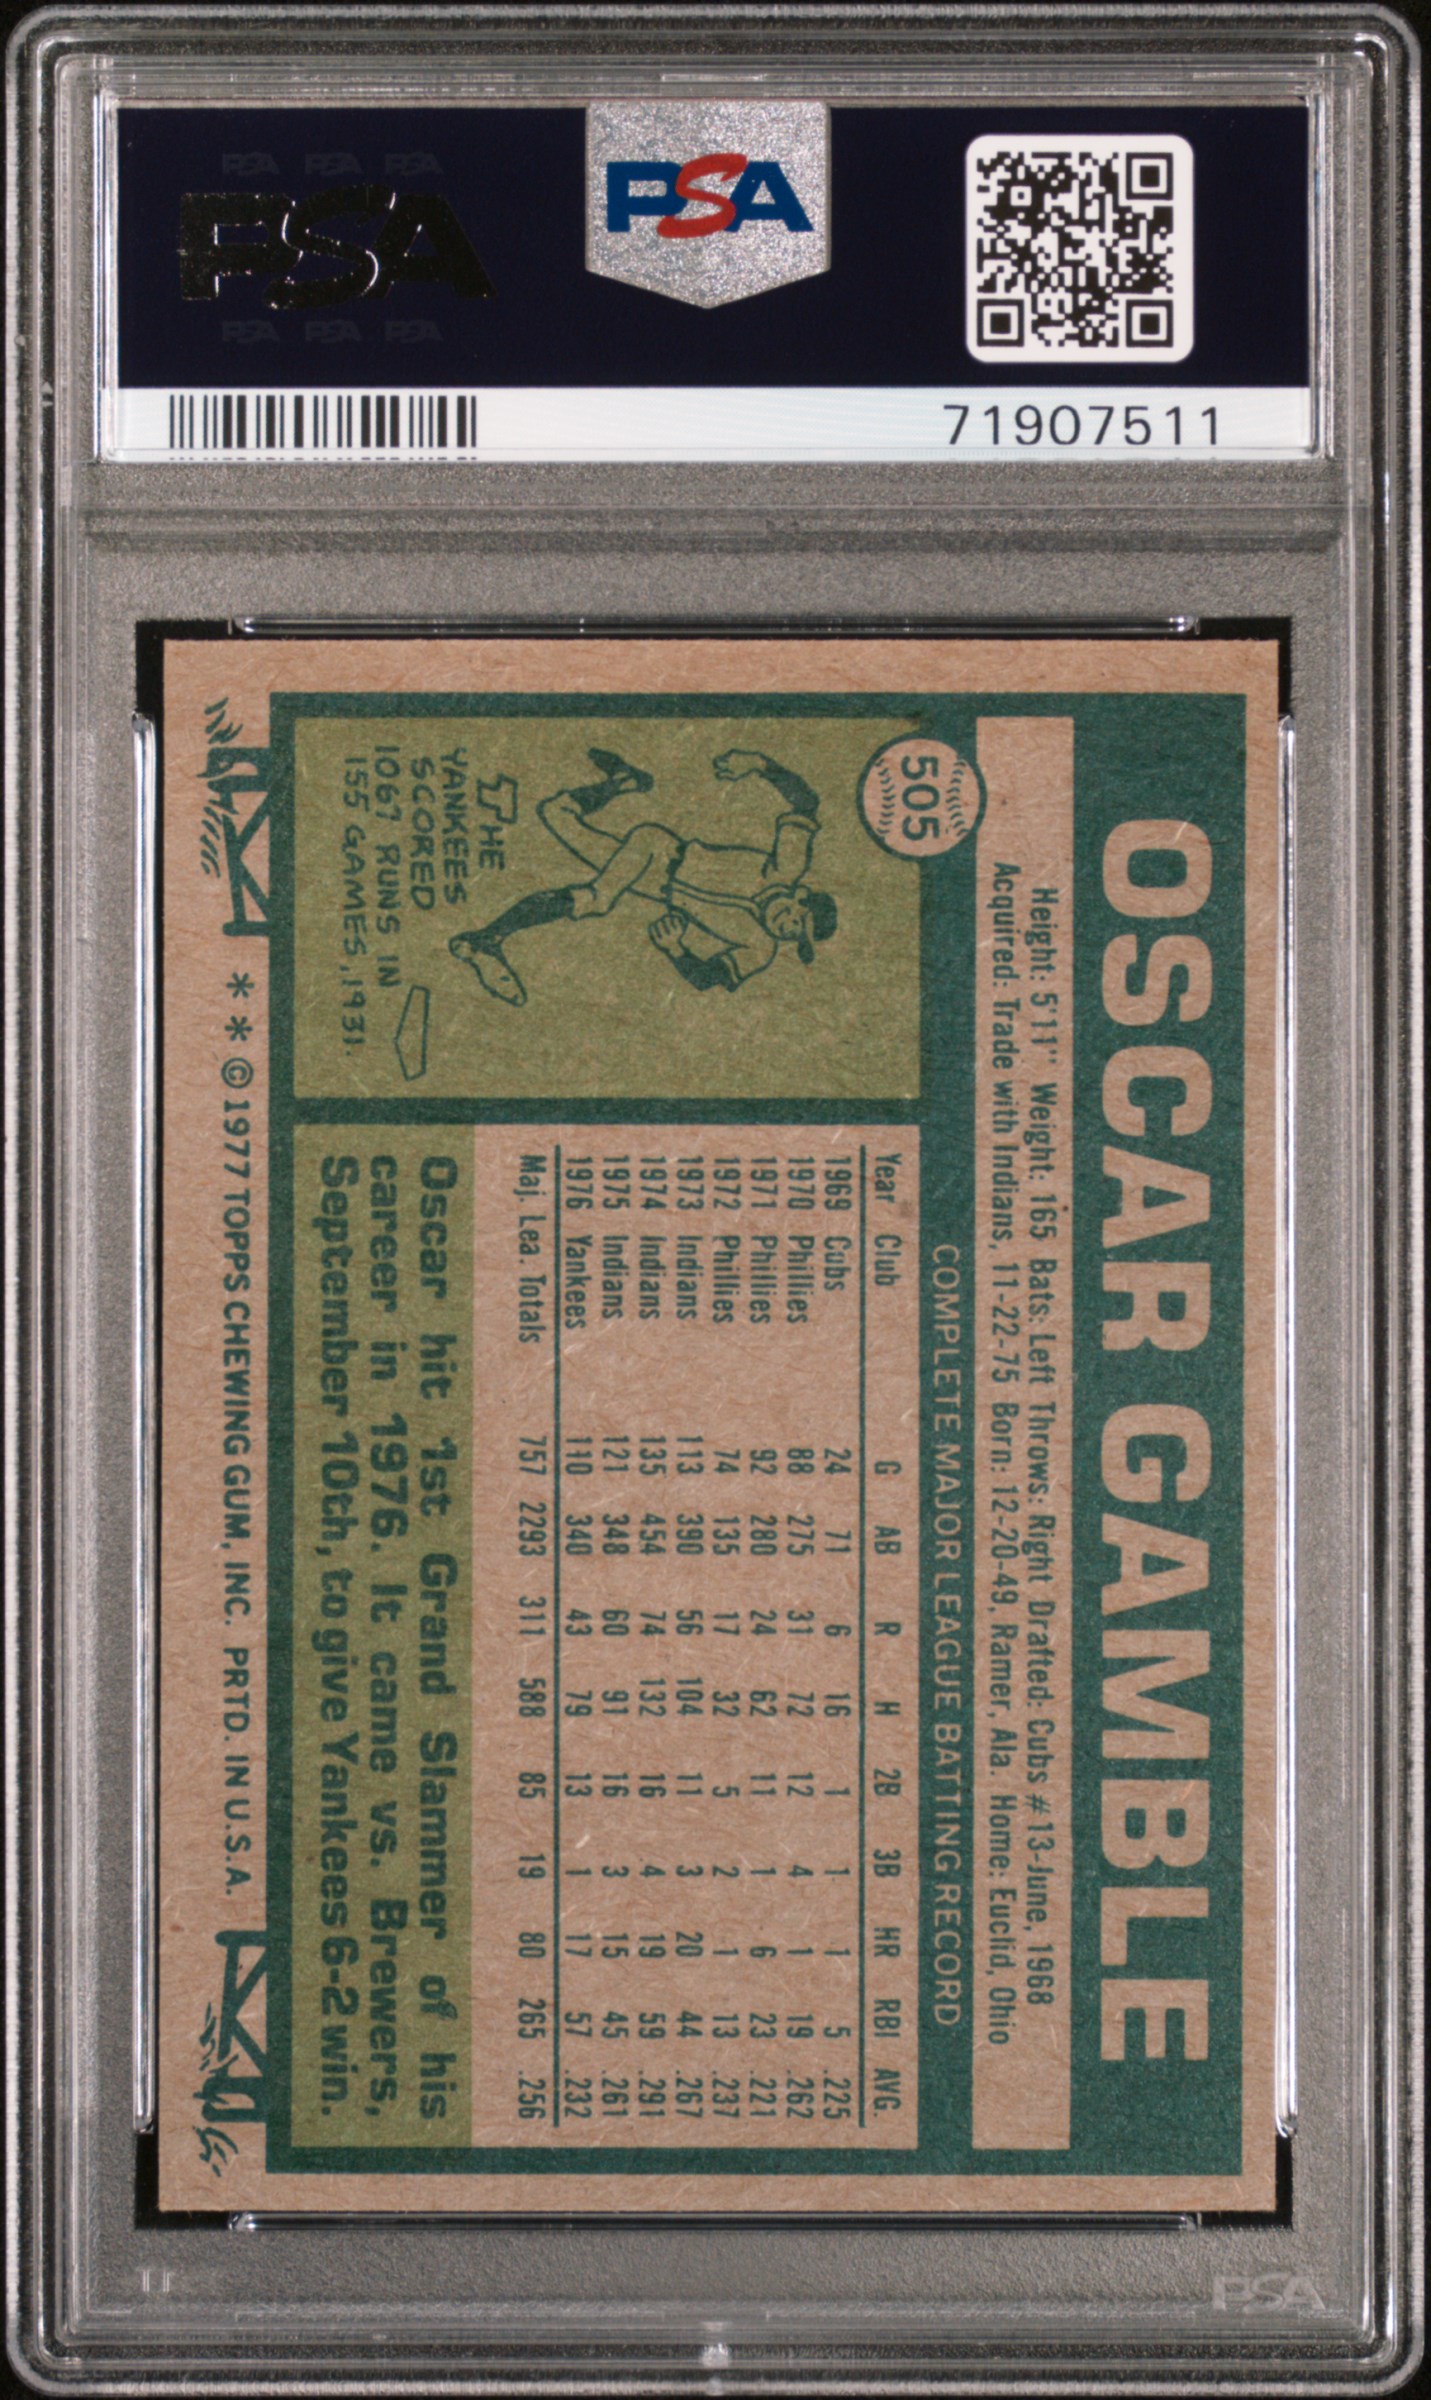 PSA PSA PSA
PSA
PSA PSA PSA
PSA
71907511
OSCAR GAMBLE
505
Height: 5'11" Weight: 165 Bats: Left Throws: Right Drafted: Cubs #13-June, 1968
Acquired: Trade with Indians, 11-22-75 Born: 12-20-49, Ramer, Ala. Home: Euclid, Ohio
COMPLETE MAJOR LEAGUE BATTING RECORD
Year Club G AB R H 2B 3B HR RBI AVG.
1969 Cubs 24 71 6 16 1 1 1 5 .225
1970 Phillies 88 275 31 72 12 4 1 19 .262
1971 Phillies 92 280 24 62 11 1 6 23 .221
1972 Phillies 74 135 17 32 5 2 1 13 .237
1973 Indians 113 390 56 104 11 3 20 44 .267
1974 Indians 135 454 74 132 16 4 19 59 .291
1975 Indians 121 348 60 91 16 3 15 45 .261
1976 Yankees 110 340 43 79 13 1 17 57 .232
Maj. Lea. Totals 757 2293 311 588 85 19 80 265 .256
THE
YANKEES
SCORED
1067 RUNS IN
155 GAMES, 1931.
Oscar hit 1st Grand Slammer of his
career in 1976. It came vs. Brewers,
September 10th, to give Yankees 6-2 win.
* * © 1977 TOPPS CHEWING GUM, INC. PRTD. IN U.S.A.
PSA